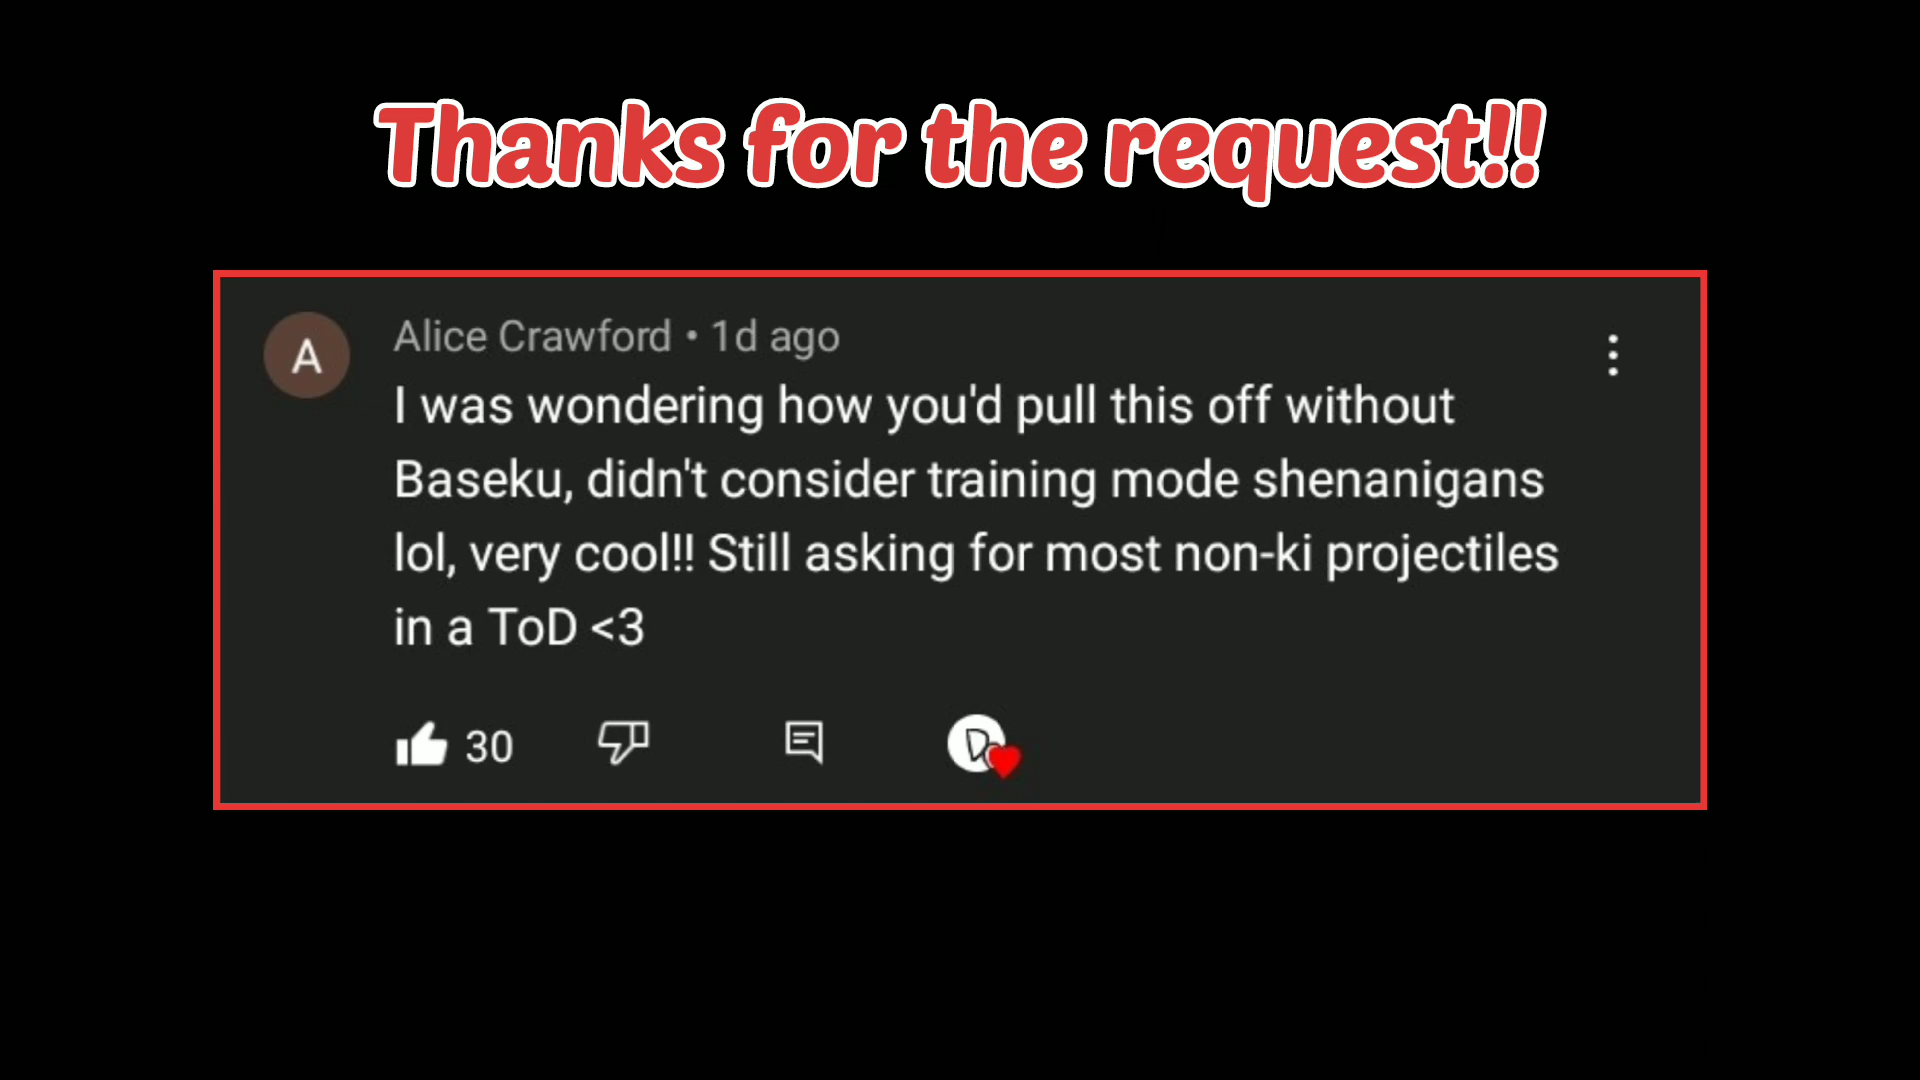 Thanks for the request!!
A
Alice Crawford • 1d ago
I was wondering how you'd pull this off without
Baseku, didn't consider training mode shenanigans
lol, very cool!! Still asking for most non-ki projectiles
in a ToD <3
30
D